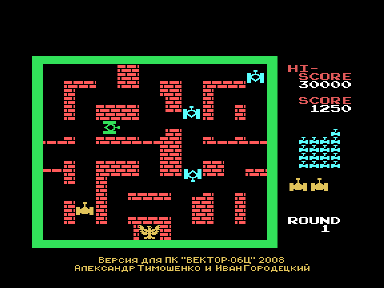 HI-
SCORE
30000
SCORE
1250
ROUND
1
Версия для ПК "ВЕКТОР-06Ц" 2008
Александр Тимошенко и Иван Городецкий